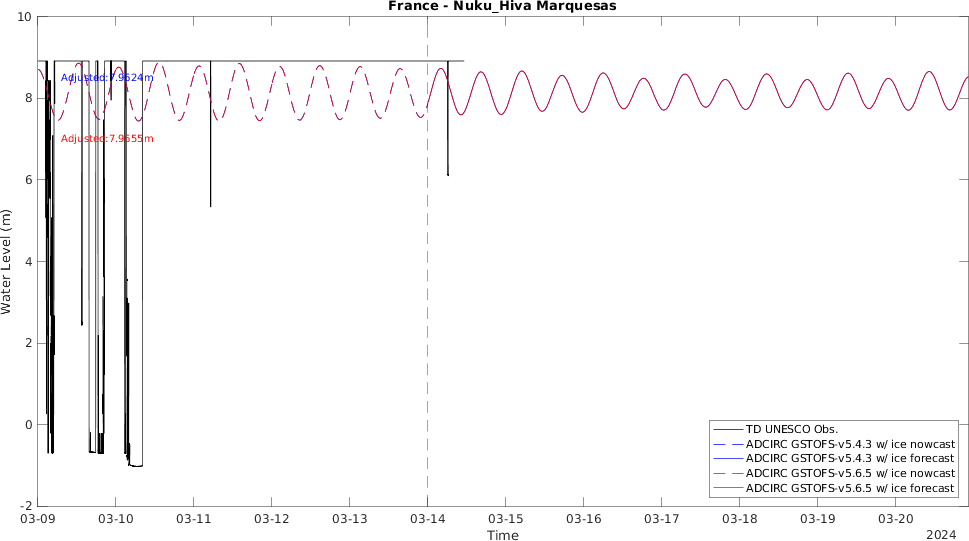 France - Nuku_Hiva Marquesas
10
8
6
4
2
0
-2
Water Level (m)
Adjusted:7.9624m
Adjusted:7.9655m
TD UNESCO Obs.
ADCIRC GSTOFS-v5.4.3 w/ ice nowcast
ADCIRC GSTOFS-v5.4.3 w/ ice forecast
ADCIRC GSTOFS-v5.6.5 w/ ice nowcast
ADCIRC GSTOFS-v5.6.5 w/ ice forecast
03-09 03-10 03-11 03-12 03-13 03-14 03-15 03-16 03-17 03-18 03-19 03-20
Time
2024